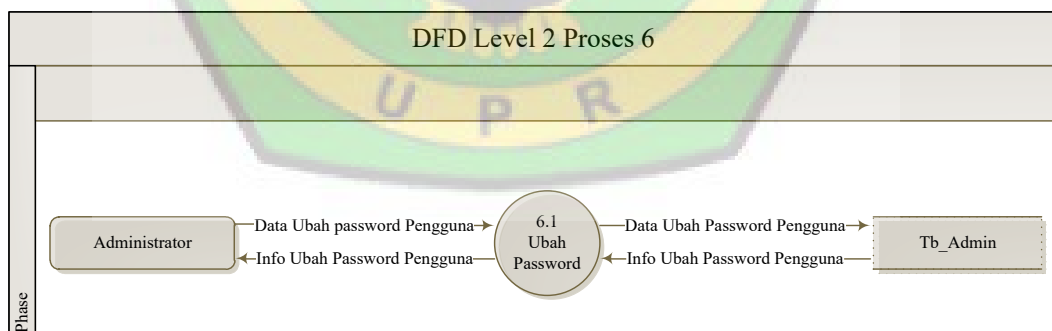 DFD Level 2 Proses 6
U P R
Phase
Administrator
Data Ubah password Pengguna
Info Ubah Password Pengguna
6.1
Ubah
Password
Data Ubah Password Pengguna
Info Ubah Password Pengguna
Tb_Admin